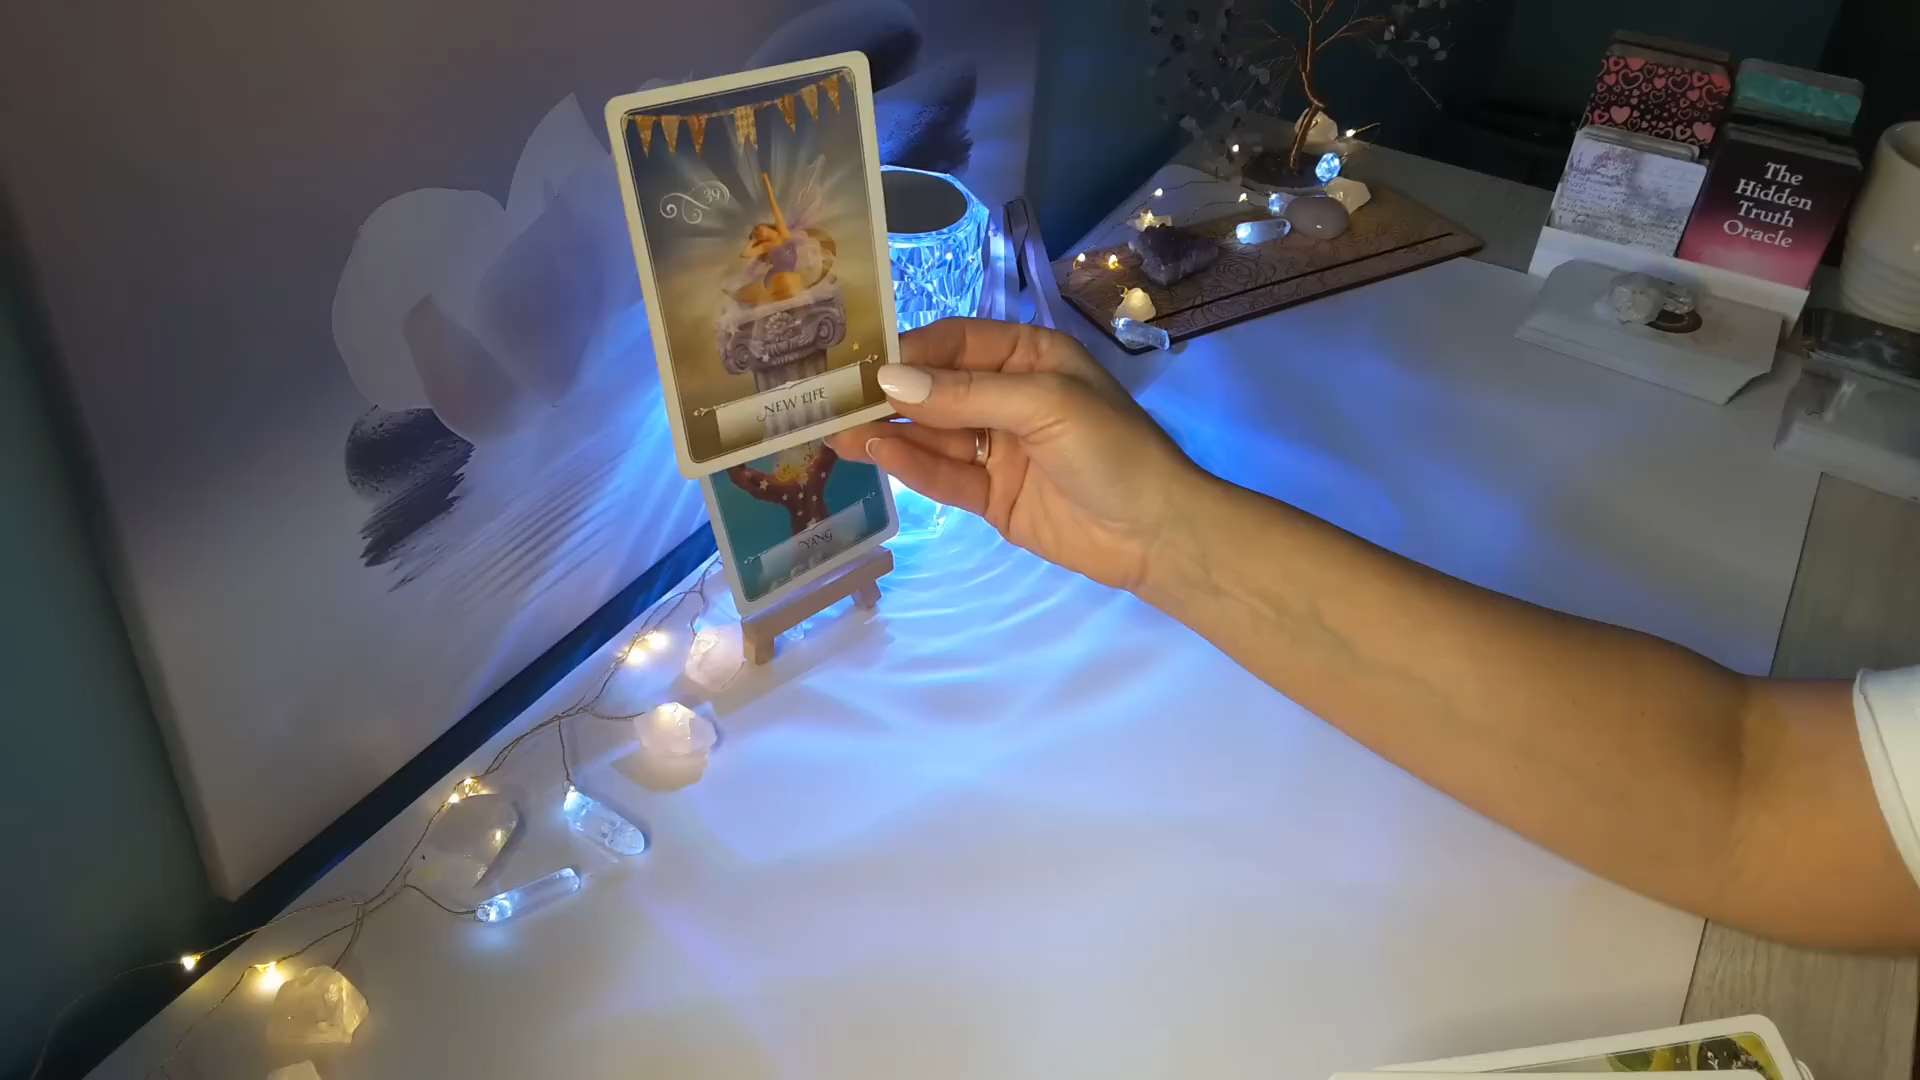 39
NEW LIFE
YANG
The
Hidden
Truth
Oracle